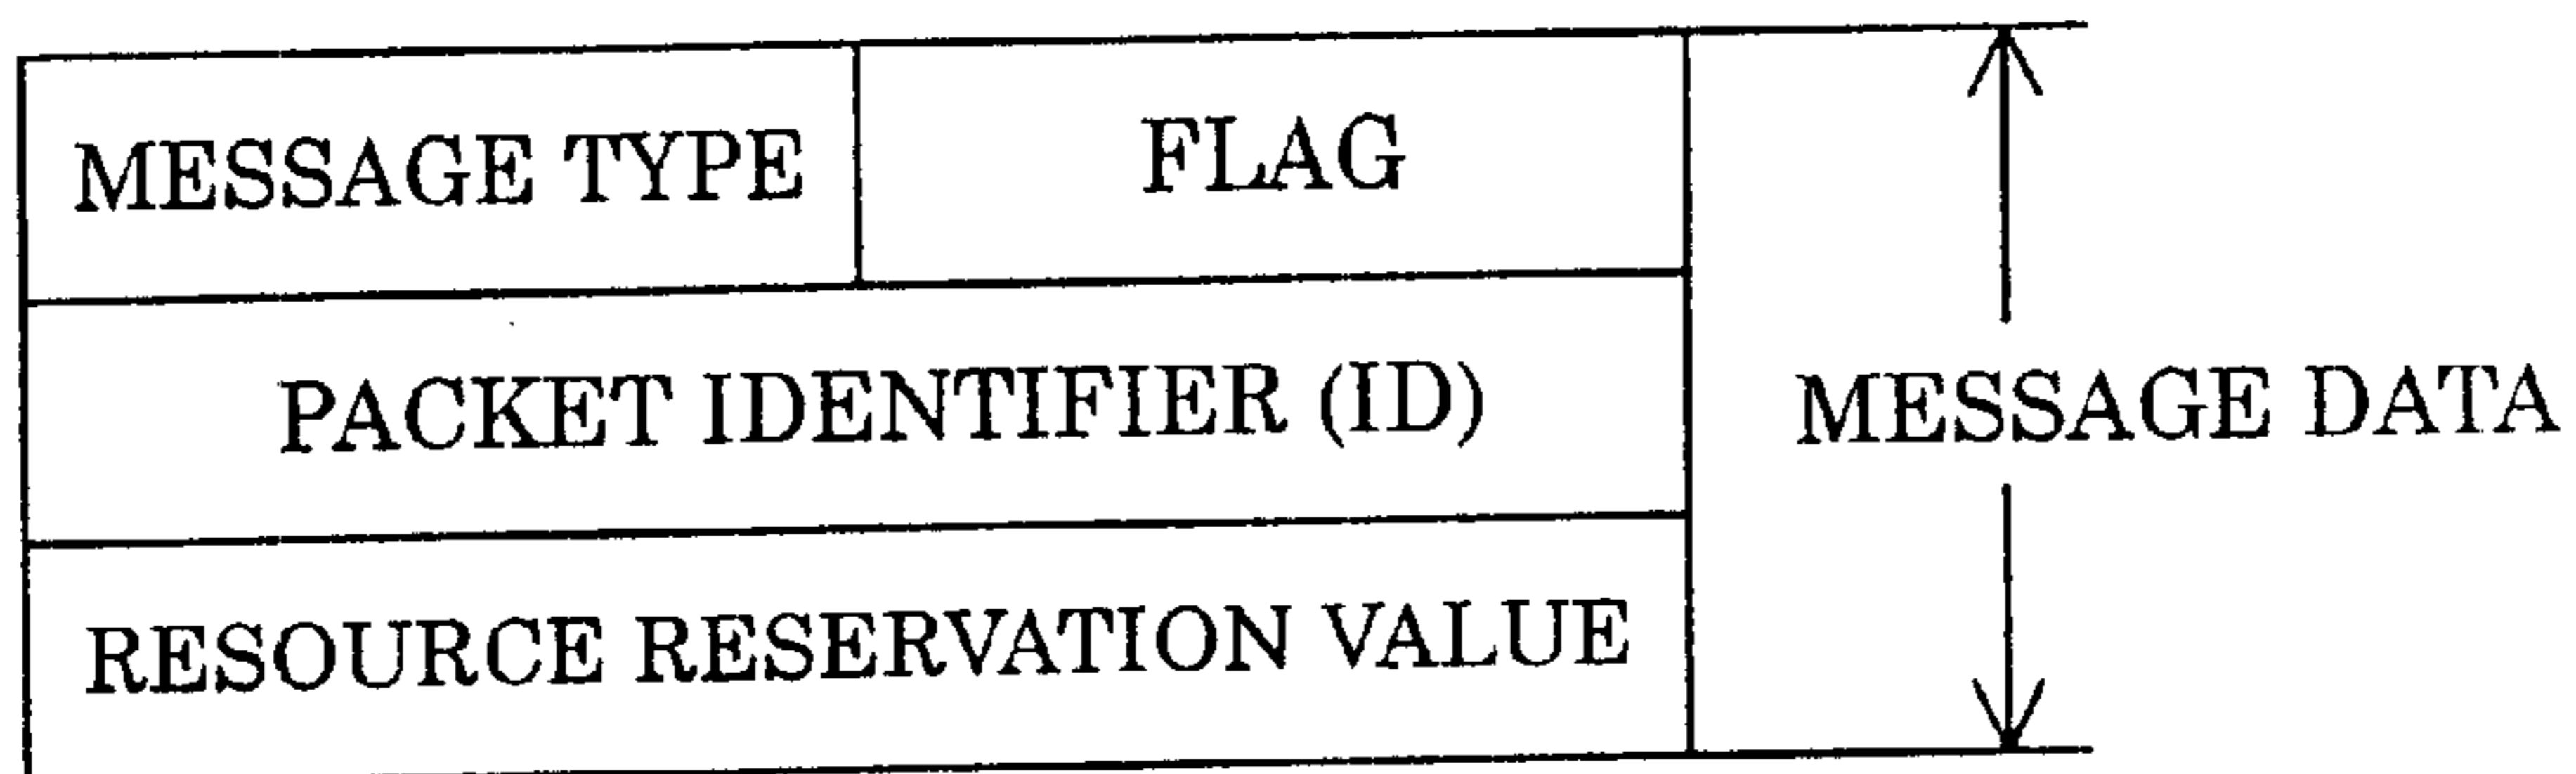 MESSAGE TYPE FLAG
PACKET IDENTIFIER (ID)
MESSAGE DATA
RESOURCE RESERVATION VALUE